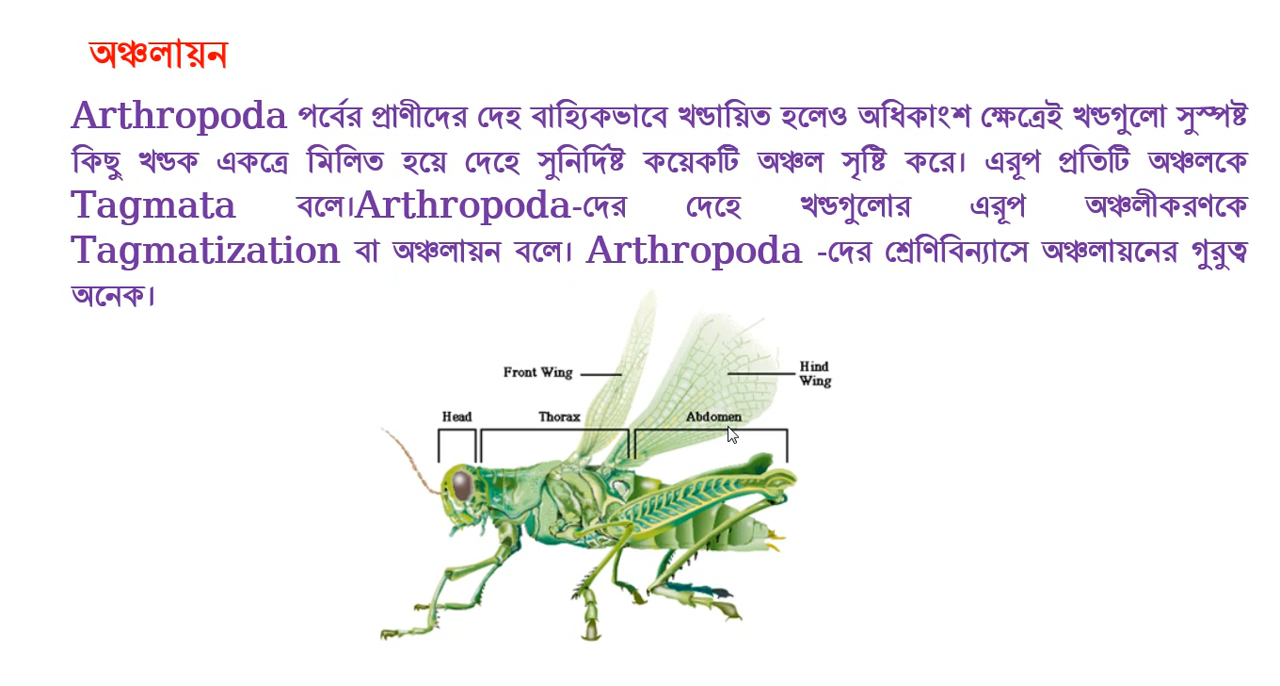 অঞ্চলায়ন
Arthropoda পর্বের প্রাণীদের দেহ বাহ্যিকভাবে খন্ডায়িত হলেও অধিকাংশ ক্ষেত্রেই খন্ডগুলো সুস্পষ্ট
কিছু খন্ডক একত্রে মিলিত হয়ে দেহে সুনির্দিষ্ট কয়েকটি অঞ্চল সৃষ্টি করে। এরূপ প্রতিটি অঞ্চলকে
Tagmata বলে।Arthropoda-দের দেহে খন্ডগুলোর এরূপ অঞ্চলীকরণকে
Tagmatization বা অঞ্চলায়ন বলে। Arthropoda -দের শ্রেণিবিন্যাসে অঞ্চলায়নের গুরুত্ব
অনেক।
Front Wing
Hind
Wing
Head Thorax Abdomen